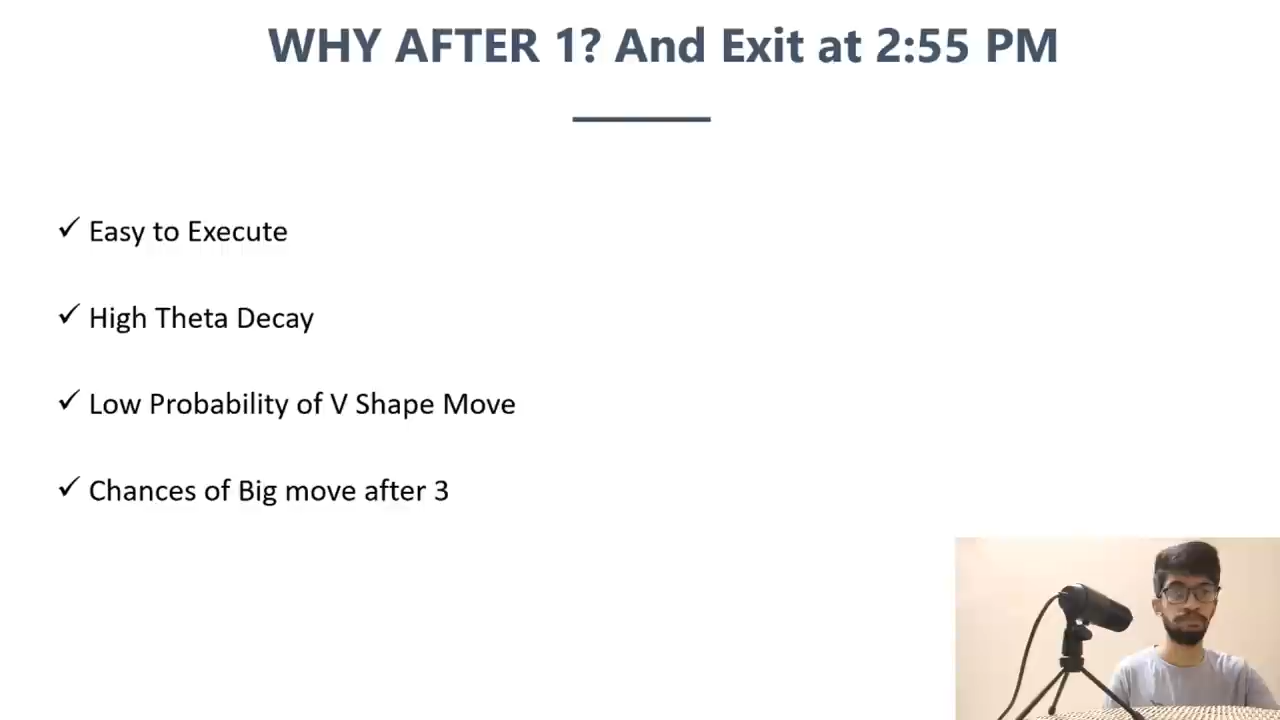 WHY AFTER 1? And Exit at 2:55 PM
✓ Easy to Execute
✓ High Theta Decay
✓ Low Probability of V Shape Move
✓ Chances of Big move after 3